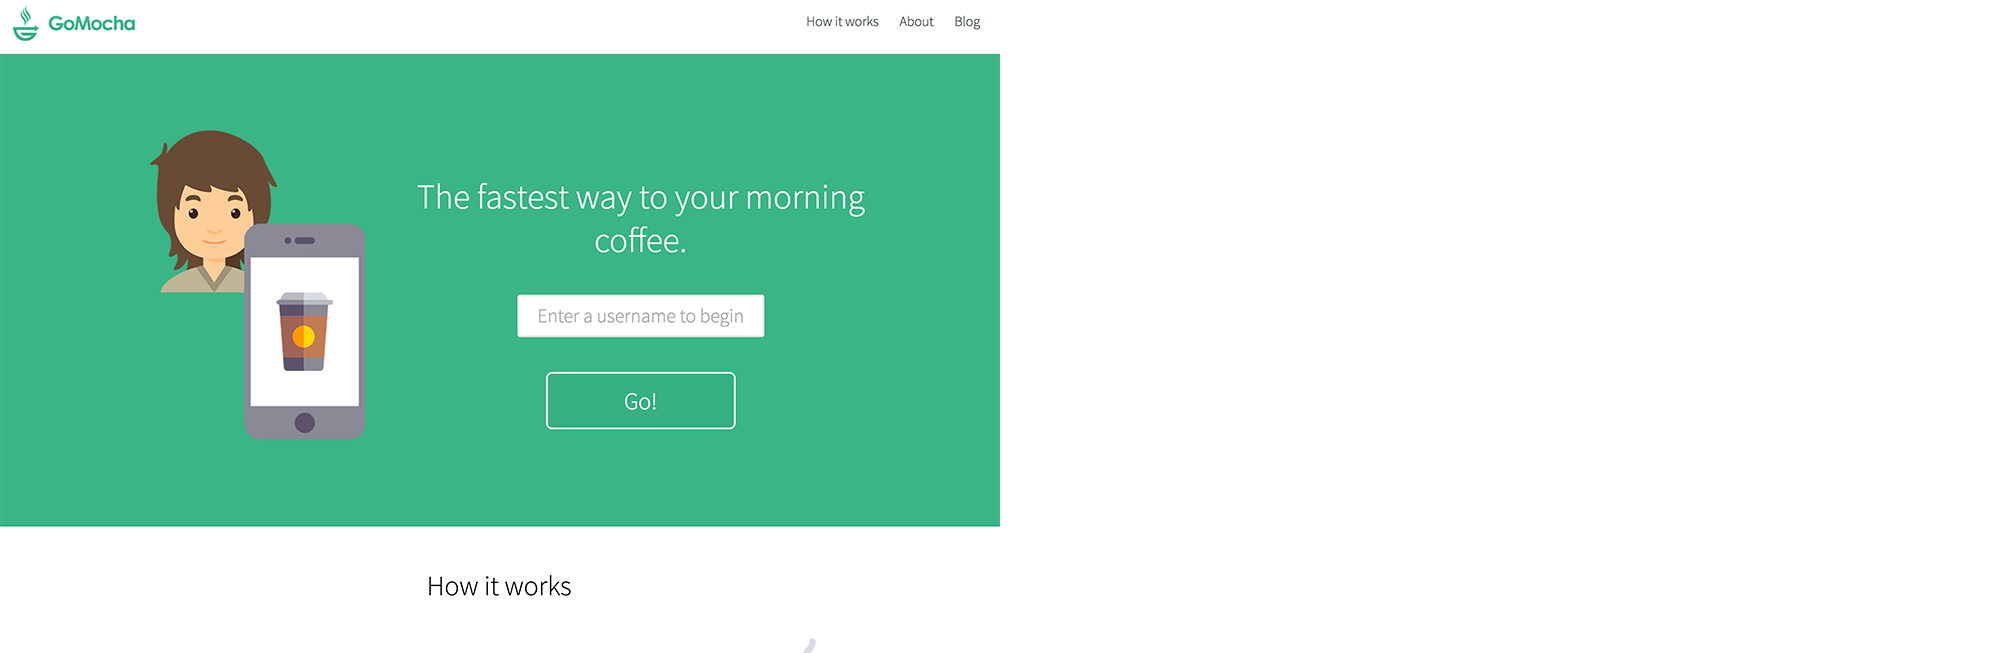 GoMocha
How it works
About
Blog
The fastest way to your morning
coffee.
Enter a username to begin
Go!
How it works